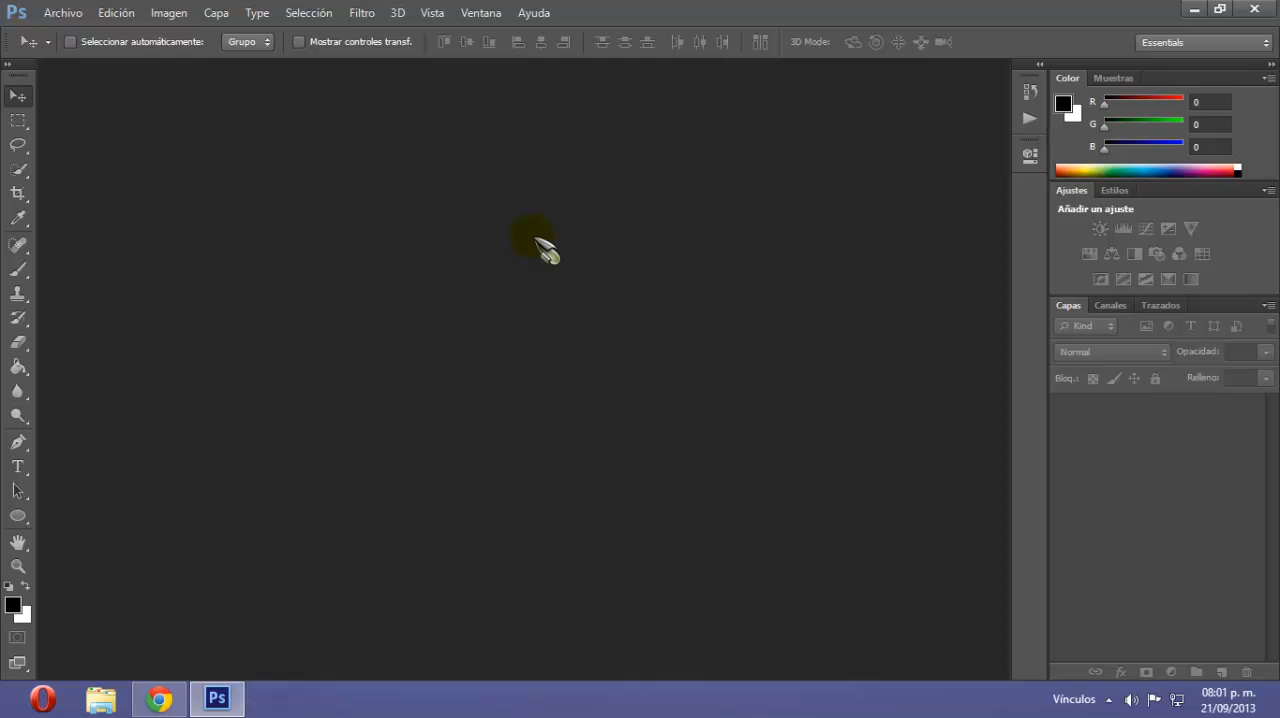 Ps Archivo Edición Imagen Capa Type Selección Filtro 3D Vista Ventana Ayuda
Seleccionar automáticamente: Grupo Mostrar controles transf. 3D Mode: Essentials
Color Muestras
R 0
G 0
B 0
Ajustes Estilos
Añadir un ajuste
Capas Canales Trazados
Kind T
Normal Opacidad:
Bloq.: Relleno:
T
fx
Ps
Vínculos 08:01 p. m.
21/09/2013